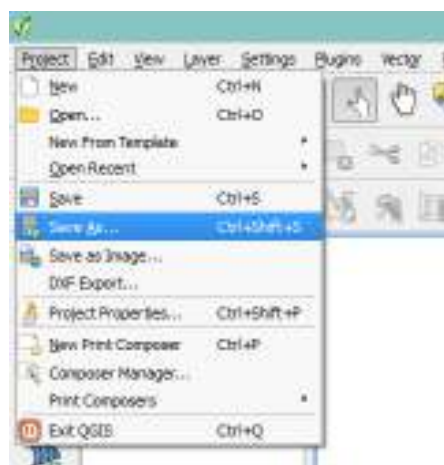 Project Edit View Layer Settings Plugins Vector
New Ctrl+N
Open... Ctrl+O
New From Template
Open Recent
Save Ctrl+S
Save As... Ctrl+Shift+S
Save as Image...
DXF Export...
Project Properties... Ctrl+Shift+P
New Print Composer Ctrl+P
Composer Manager...
Print Composers
Exit QGIS Ctrl+Q